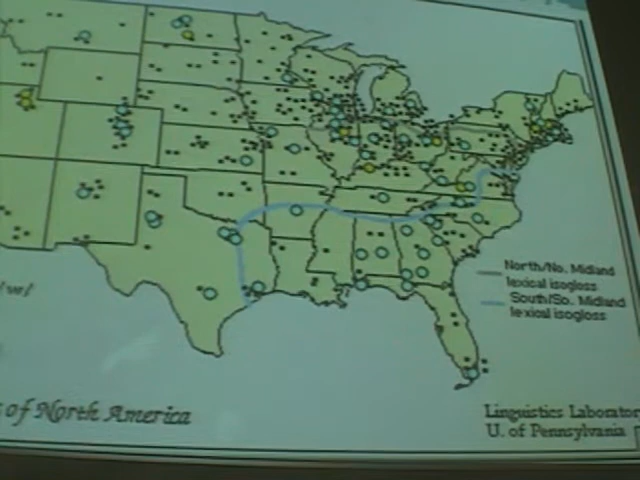 /w/
North/No. Midland
lexical isogloss
South/So. Midland
lexical isogloss
of North America
Linguistics Laborator
U. of Pennsylvania